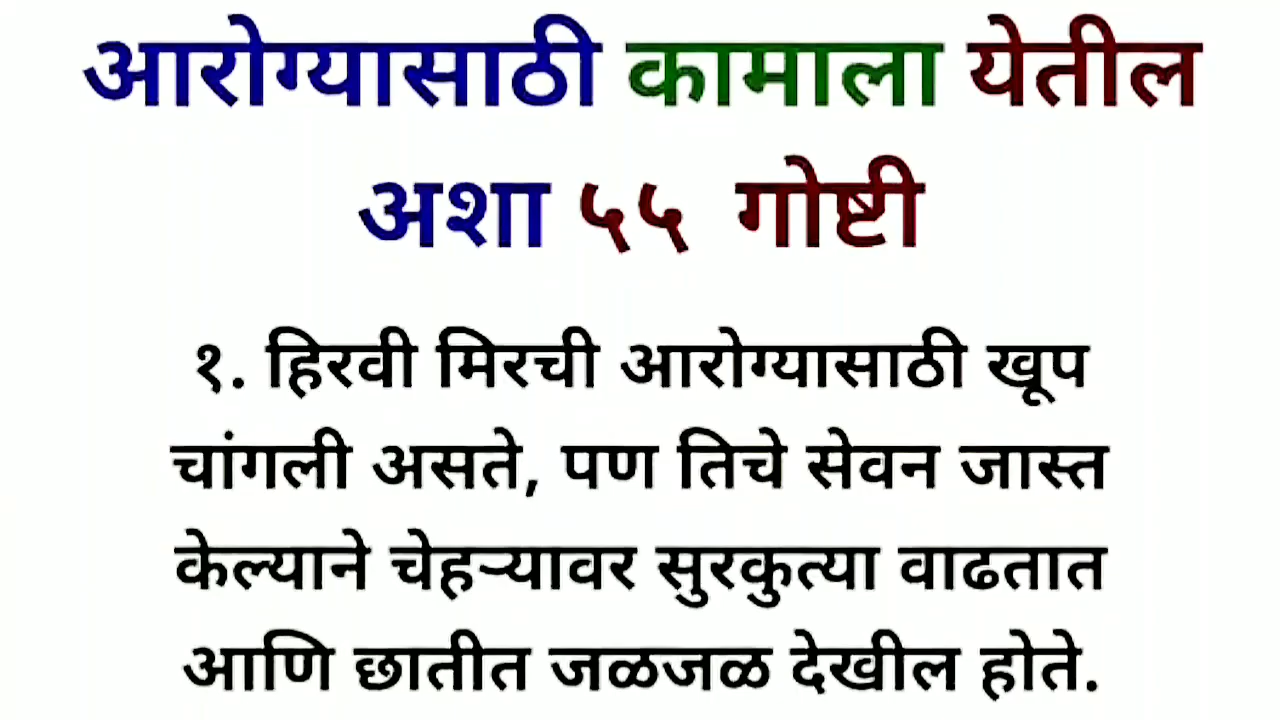 आरोग्यासाठी कामाला येतील
अशा ५५ गोष्टी
१. हिरवी मिरची आरोग्यासाठी खूप
चांगली असते, पण तिचे सेवन जास्त
केल्याने चेहऱ्यावर सुरकुत्या वाढतात
आणि छातीत जळजळ देखील होते.